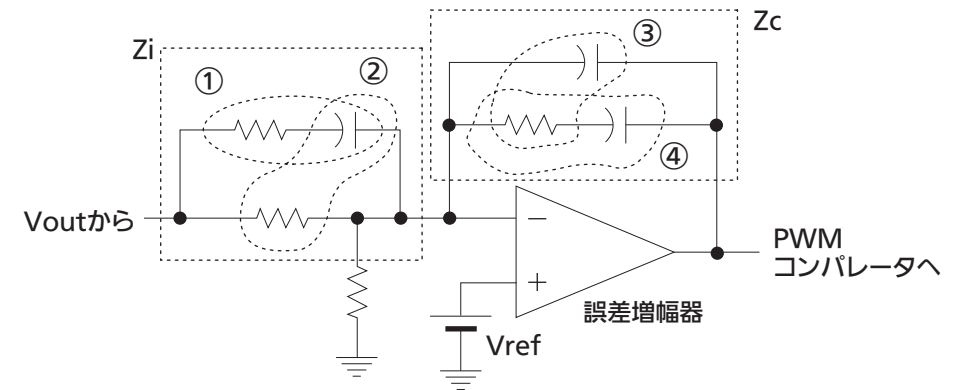 Zi
Zc
①
②
③
④
Voutから
−
+
誤差増幅器
Vref
PWM
コンパレータへ